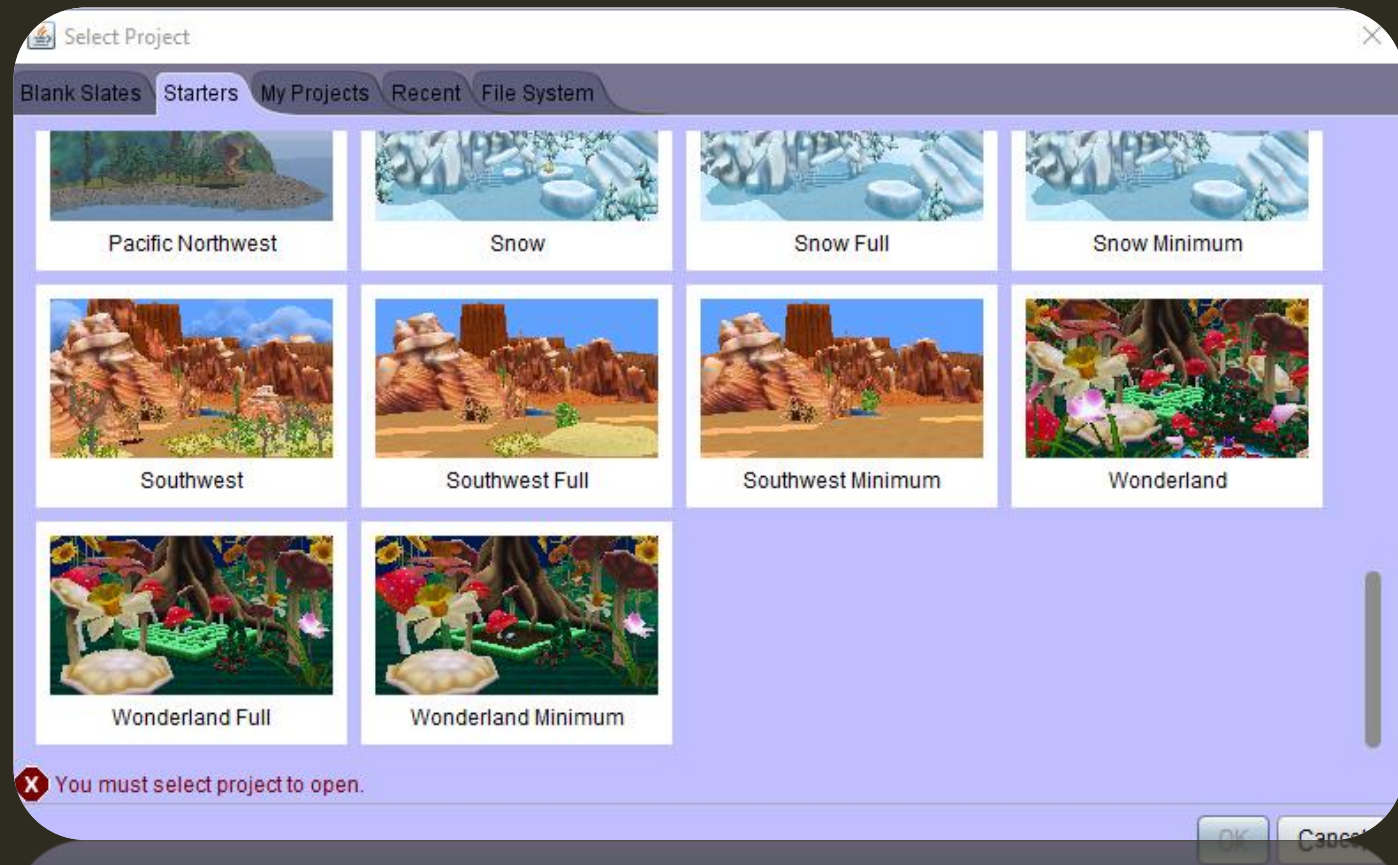 Select Project
Blank Slates Starters My Projects Recent File System
Pacific Northwest Snow Snow Full Snow Minimum
Southwest Southwest Full Southwest Minimum Wonderland
Wonderland Full Wonderland Minimum
X You must select project to open.
OK Cancel